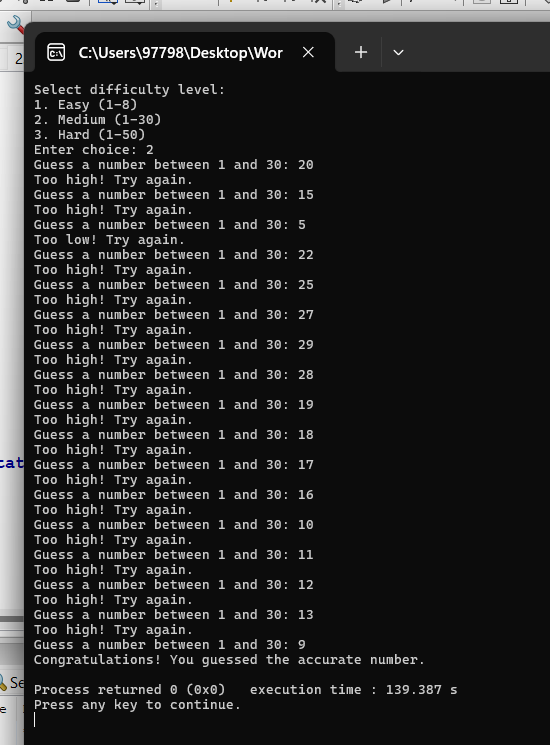 C:\Users\97798\Desktop\Wor
2
Select difficulty level:
1. Easy (1-8)
2. Medium (1-30)
3. Hard (1-50)
Enter choice: 2
Guess a number between 1 and 30: 20
Too high! Try again.
Guess a number between 1 and 30: 15
Too high! Try again.
Guess a number between 1 and 30: 5
Too low! Try again.
Guess a number between 1 and 30: 22
Too high! Try again.
Guess a number between 1 and 30: 25
Too high! Try again.
Guess a number between 1 and 30: 27
Too high! Try again.
Guess a number between 1 and 30: 29
Too high! Try again.
Guess a number between 1 and 30: 28
Too high! Try again.
Guess a number between 1 and 30: 19
Too high! Try again.
Guess a number between 1 and 30: 18
Too high! Try again.
Guess a number between 1 and 30: 17
Too high! Try again.
Guess a number between 1 and 30: 16
Too high! Try again.
Guess a number between 1 and 30: 10
Too high! Try again.
Guess a number between 1 and 30: 11
Too high! Try again.
Guess a number between 1 and 30: 12
Too high! Try again.
Guess a number between 1 and 30: 13
Too high! Try again.
Guess a number between 1 and 30: 9
Congratulations! You guessed the accurate number.
Process returned 0 (0x0)   execution time : 139.387 s
Press any key to continue.